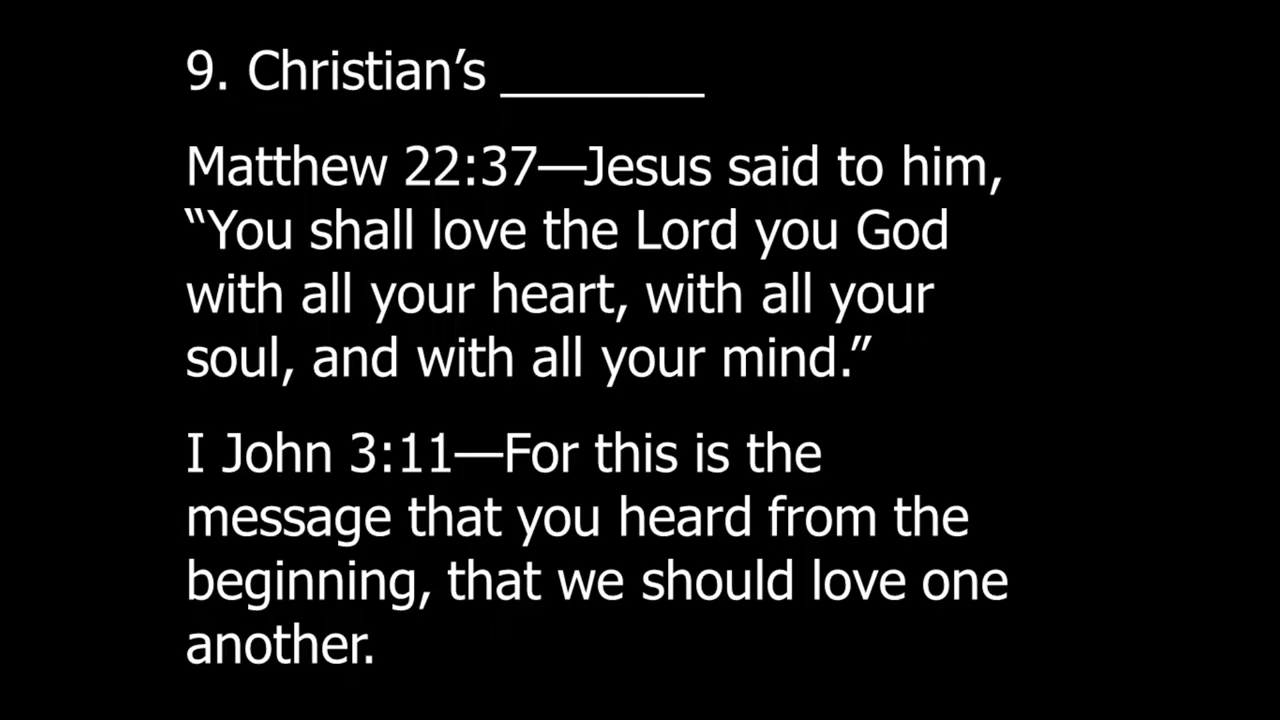 9. Christian’s ________
Matthew 22:37—Jesus said to him,
“You shall love the Lord you God
with all your heart, with all your
soul, and with all your mind.”
I John 3:11—For this is the
message that you heard from the
beginning, that we should love one
another.